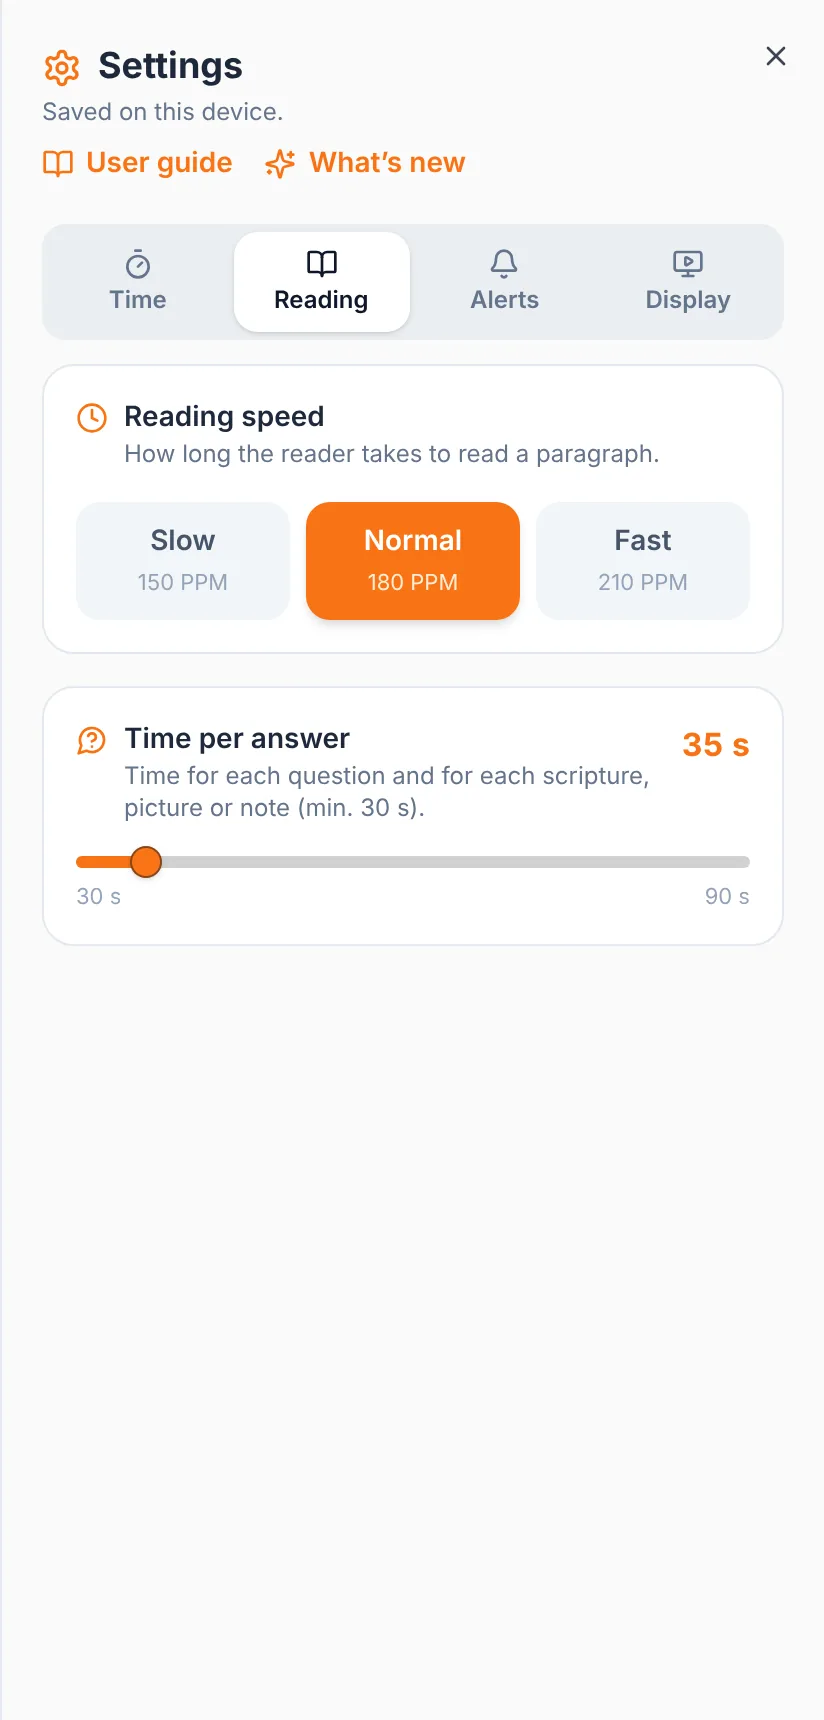 Settings
Saved on this device.
User guide
What’s new
Time
Reading
Alerts
Display
Reading speed
How long the reader takes to read a paragraph.
Slow
150 PPM
Normal
180 PPM
Fast
210 PPM
Time per answer
35 s
Time for each question and for each scripture,
picture or note (min. 30 s).
30 s
90 s